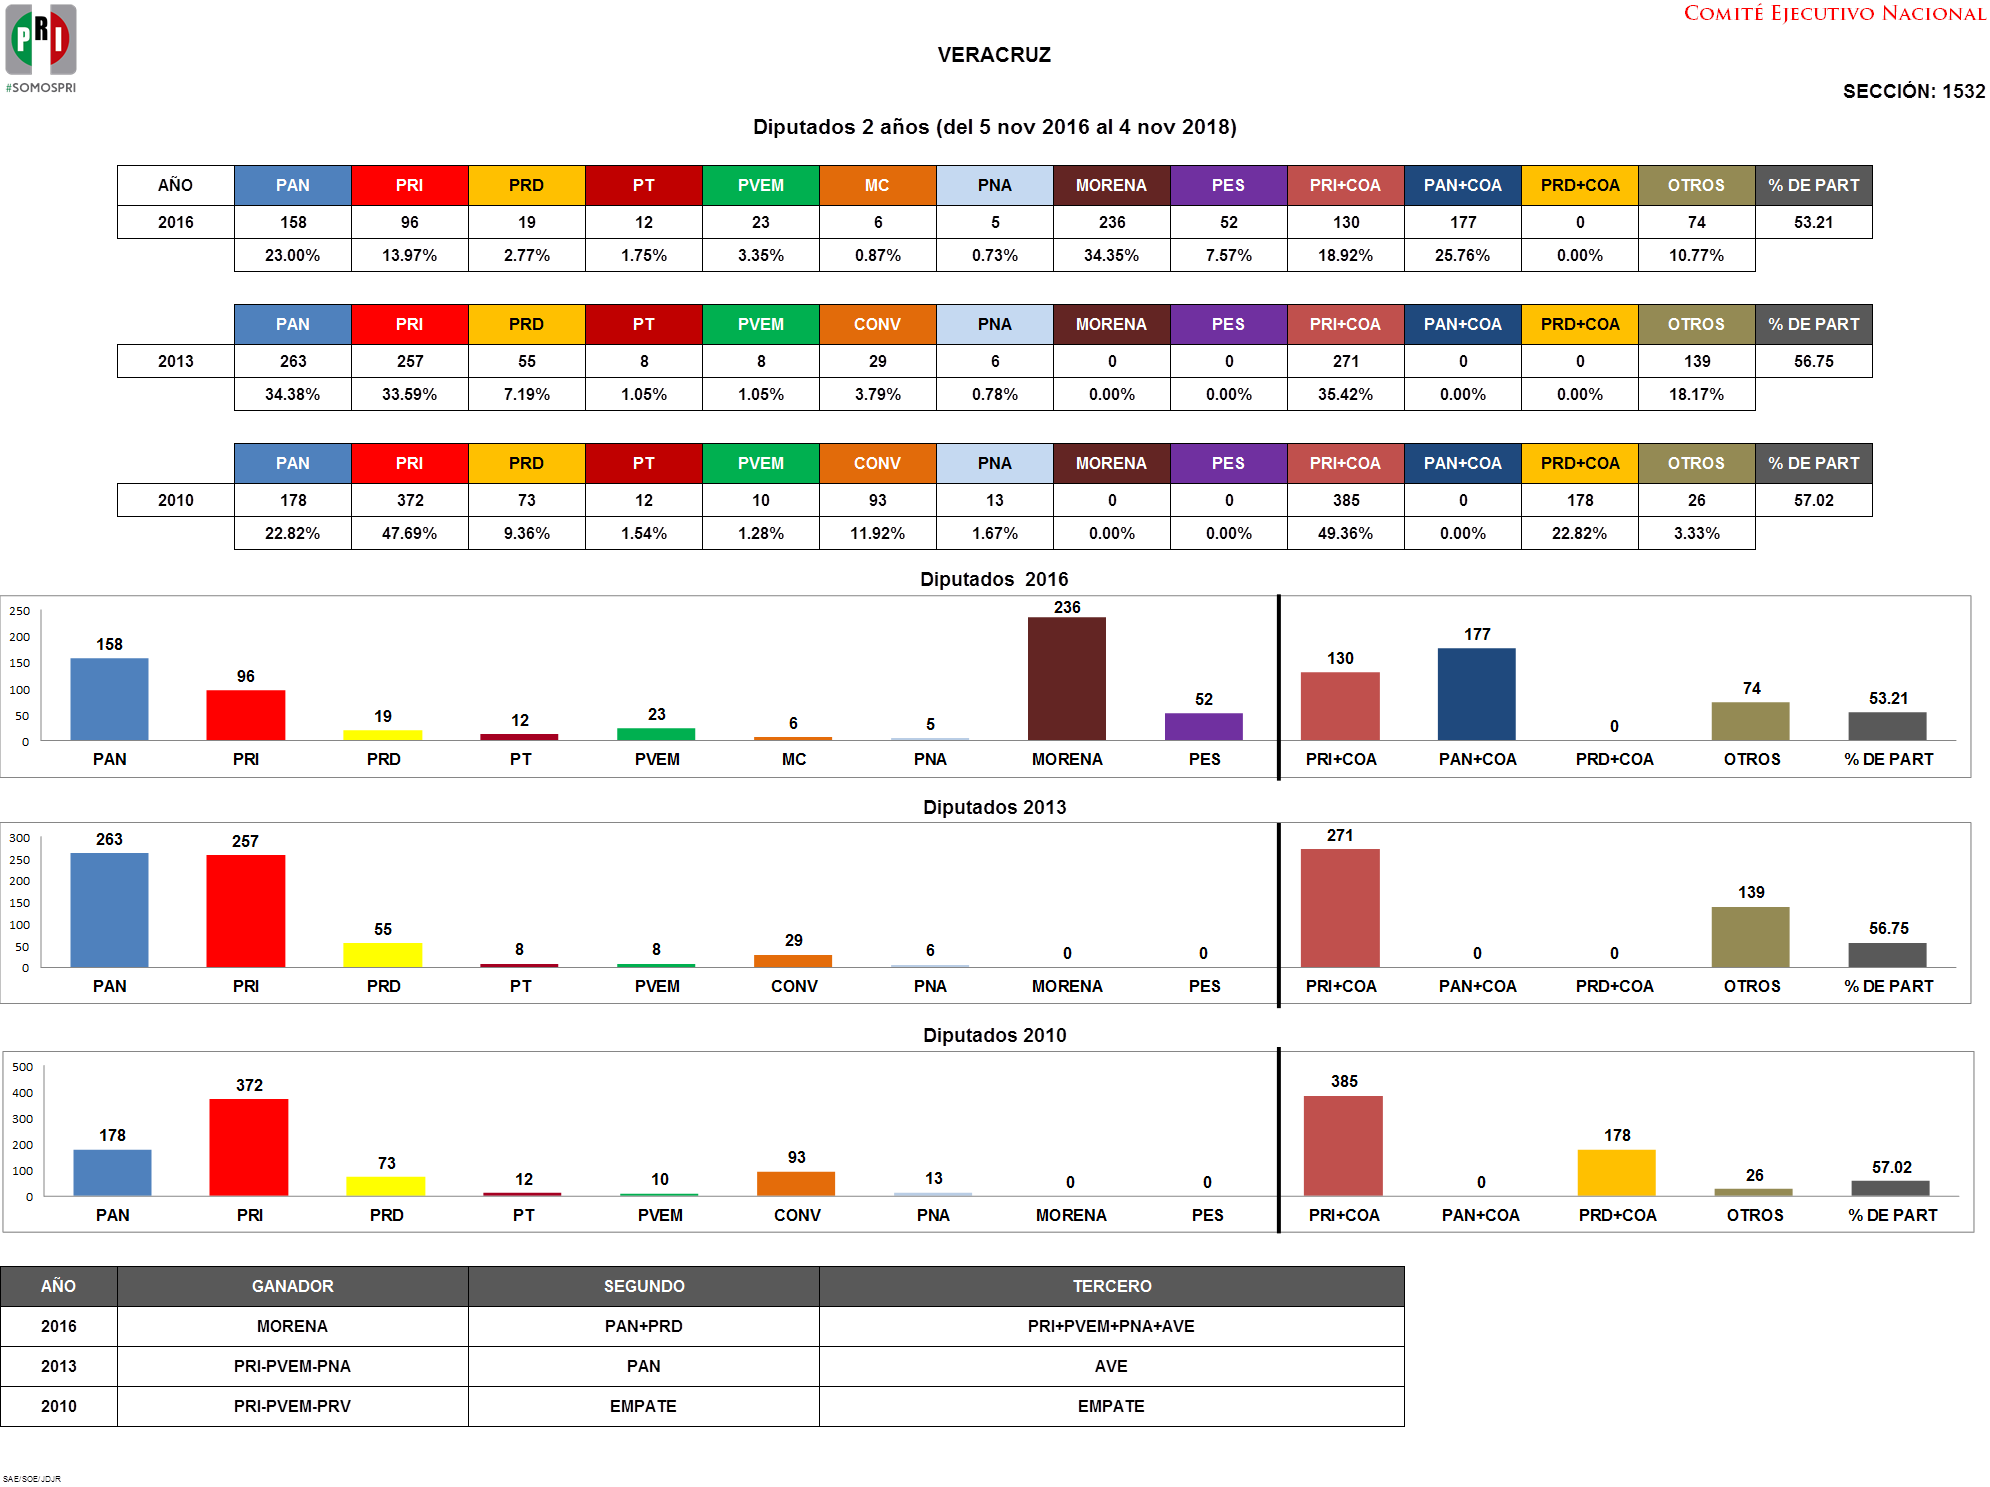 PRI
#SOMOSPRI
COMITÉ EJECUTIVO NACIONAL
VERACRUZ
SECCIÓN: 1532
Diputados 2 años (del 5 nov 2016 al 4 nov 2018)
AÑO PAN PRI PRD PT PVEM MC PNA MORENA PES PRI+COA PAN+COA PRD+COA OTROS % DE PART
2016 158 96 19 12 23 6 5 236 52 130 177 0 74 53.21
23.00% 13.97% 2.77% 1.75% 3.35% 0.87% 0.73% 34.35% 7.57% 18.92% 25.76% 0.00% 10.77%
PAN PRI PRD PT PVEM CONV PNA MORENA PES PRI+COA PAN+COA PRD+COA OTROS % DE PART
2013 263 257 55 8 8 29 6 0 0 271 0 0 139 56.75
34.38% 33.59% 7.19% 1.05% 1.05% 3.79% 0.78% 0.00% 0.00% 35.42% 0.00% 0.00% 18.17%
PAN PRI PRD PT PVEM CONV PNA MORENA PES PRI+COA PAN+COA PRD+COA OTROS % DE PART
2010 178 372 73 12 10 93 13 0 0 385 0 178 26 57.02
22.82% 47.69% 9.36% 1.54% 1.28% 11.92% 1.67% 0.00% 0.00% 49.36% 0.00% 22.82% 3.33%
Diputados 2016
250
200
150
100
50
0
158 96 19 12 23 6 5 236 52 130 177 0 74 53.21
PAN PRI PRD PT PVEM MC PNA MORENA PES PRI+COA PAN+COA PRD+COA OTROS % DE PART
Diputados 2013
300
250
200
150
100
50
0
263 257 55 8 8 29 6 0 0 271 0 0 139 56.75
PAN PRI PRD PT PVEM CONV PNA MORENA PES PRI+COA PAN+COA PRD+COA OTROS % DE PART
Diputados 2010
500
400
300
200
100
0
178 372 73 12 10 93 13 0 0 385 0 178 26 57.02
PAN PRI PRD PT PVEM CONV PNA MORENA PES PRI+COA PAN+COA PRD+COA OTROS % DE PART
AÑO GANADOR SEGUNDO TERCERO
2016 MORENA PAN+PRD PRI+PVEM+PNA+AVE
2013 PRI-PVEM-PNA PAN AVE
2010 PRI-PVEM-PRV EMPATE EMPATE
SAE/SOE/JDJR